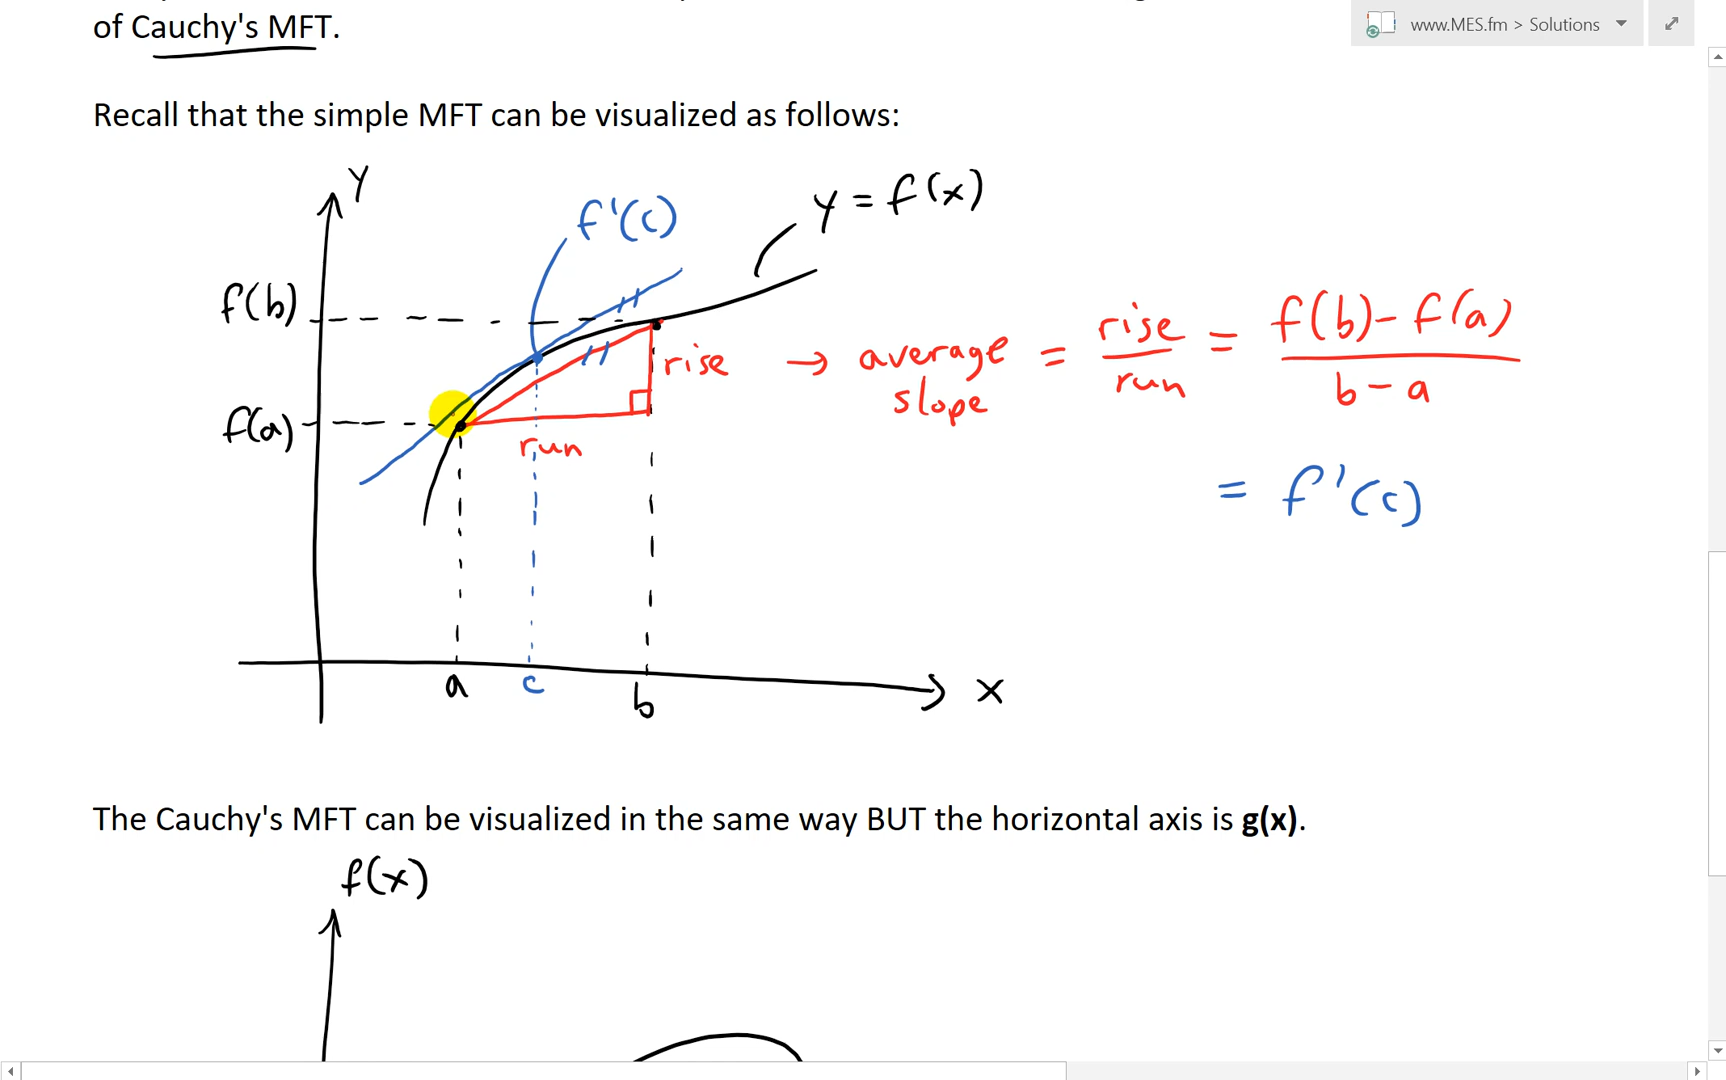 of Cauchy's MFT.
www.MES.fm > Solutions
Recall that the simple MFT can be visualized as follows:
Y
f'(c)
y = f(x)
f(b)
rise → average slope = rise/run = f(b) - f(a) / b - a
f(a)
run
= f'(c)
a
c
b
x
The Cauchy's MFT can be visualized in the same way BUT the horizontal axis is g(x).
f(x)